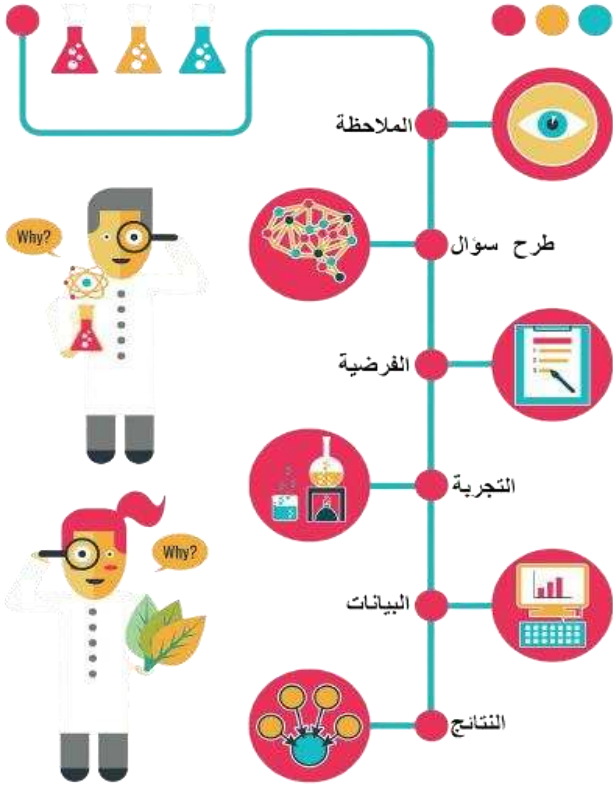 الملاحظة
طرح سؤال
Why?
الفرضية
التجربة
Why?
البيانات
النتائج